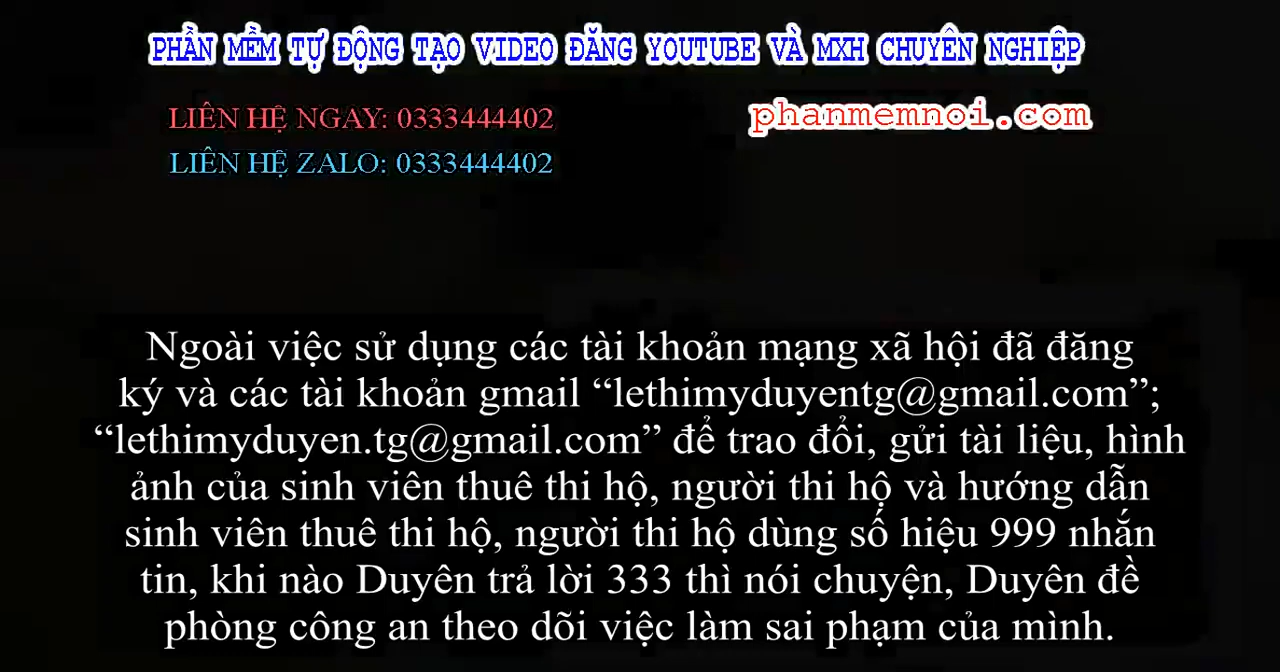 PHẦN MỀM TỰ ĐỘNG TẠO VIDEO ĐĂNG YOUTUBE VÀ MXH CHUYÊN NGHIỆP
LIÊN HỆ NGAY: 0333444402
phanmemnoi.com
LIÊN HỆ ZALO: 0333444402
Ngoài việc sử dụng các tài khoản mạng xã hội đã đăng
ký và các tài khoản gmail “lethimyduyentg@gmail.com”;
“lethimyduyen.tg@gmail.com” để trao đổi, gửi tài liệu, hình
ảnh của sinh viên thuê thi hộ, người thi hộ và hướng dẫn
sinh viên thuê thi hộ, người thi hộ dùng số hiệu 999 nhắn
tin, khi nào Duyên trả lời 333 thì nói chuyện, Duyên đề
phòng công an theo dõi việc làm sai phạm của mình.